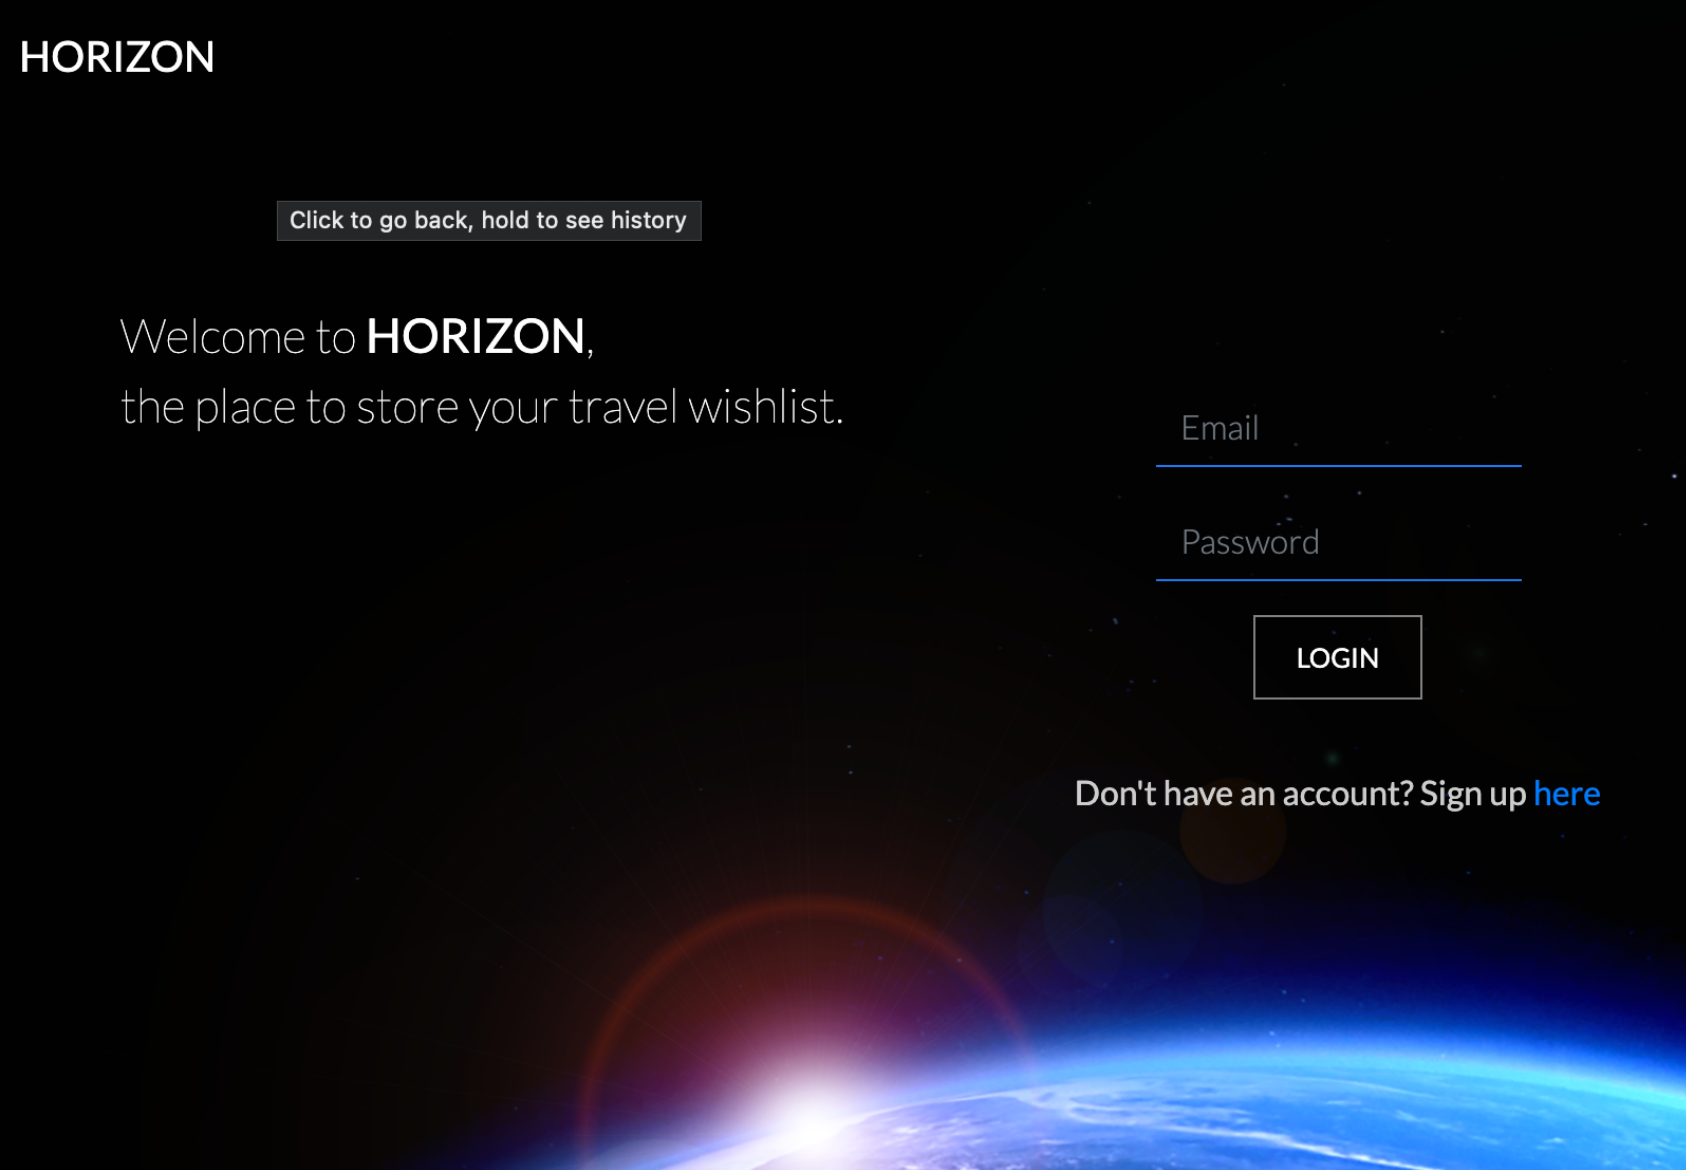 HORIZON
Click to go back, hold to see history
Welcome to HORIZON,
the place to store your travel wishlist.
Email
Password
LOGIN
Don't have an account? Sign up here